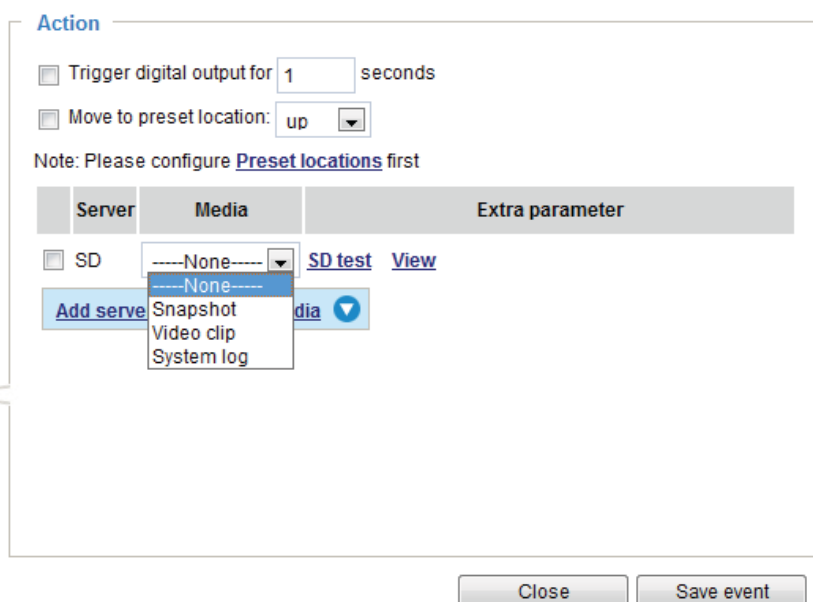 Action
Trigger digital output for 1 seconds
Move to preset location: up
Note: Please configure Preset locations first
Server Media Extra parameter
SD -----None----- SD test View
-----None-----
Snapshot
Video clip
System log
Add serve dia
Close Save event